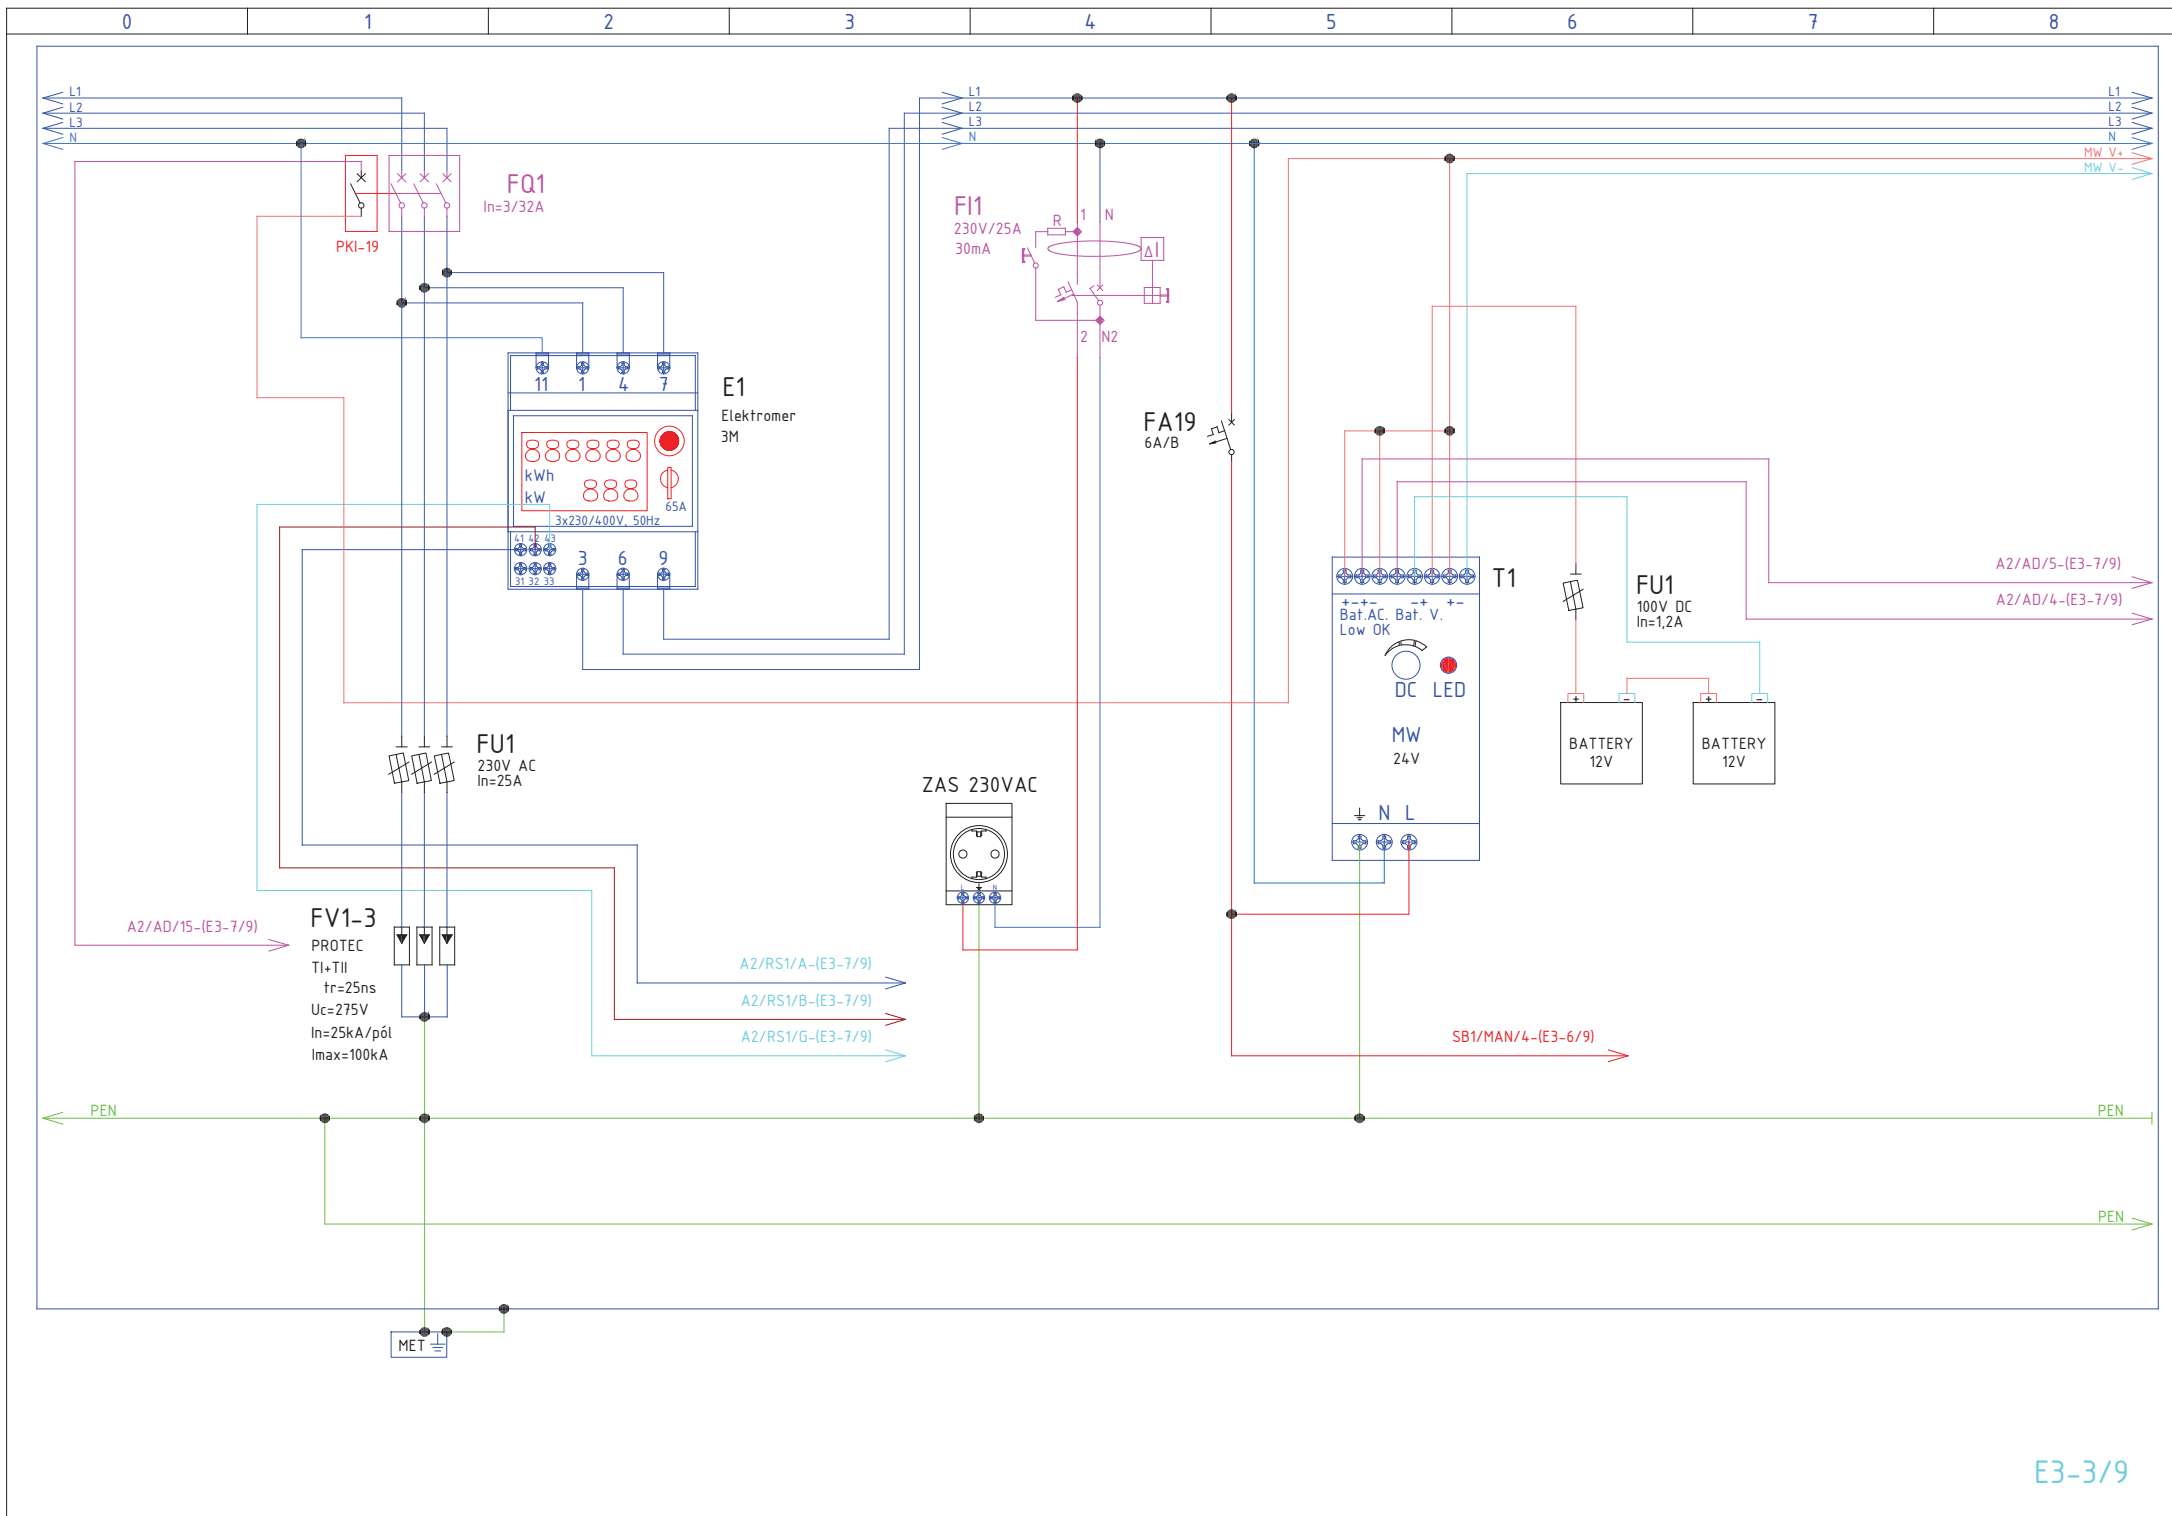 0 1 2 3 4 5 6 7 8
L1 L1 L1
L2 L2 L2
L3 L3 L3
N N N
MW V+
MW V-
FQ1
In=3/32A
PKI-19
FI1
230V/25A
30mA
R 1 N
ΔI
2 N2
11 1 4 7
E1
Elektromer
3M
888888
kWh
888
kW
65A
3x230/400V, 50Hz
41 42 43
3 6 9
31 32 33
FA19
6A/B
T1
+-+- -+ +-
Bat.AC. Bat. V.
Low OK
DC LED
MW
24V
N L
FU1
100V DC
In=1,2A
A2/AD/5-(E3-7/9)
A2/AD/4-(E3-7/9)
+ - + -
BATTERY
12V
BATTERY
12V
FU1
230V AC
In=25A
ZAS 230VAC
L N
A2/AD/15-(E3-7/9)
FV1-3
PROTEC
TI+TII
tr=25ns
Uc=275V
In=25kA/pól
Imax=100kA
A2/RS1/A-(E3-7/9)
A2/RS1/B-(E3-7/9)
A2/RS1/G-(E3-7/9)
SB1/MAN/4-(E3-6/9)
PEN PEN
PEN
MET
E3-3/9